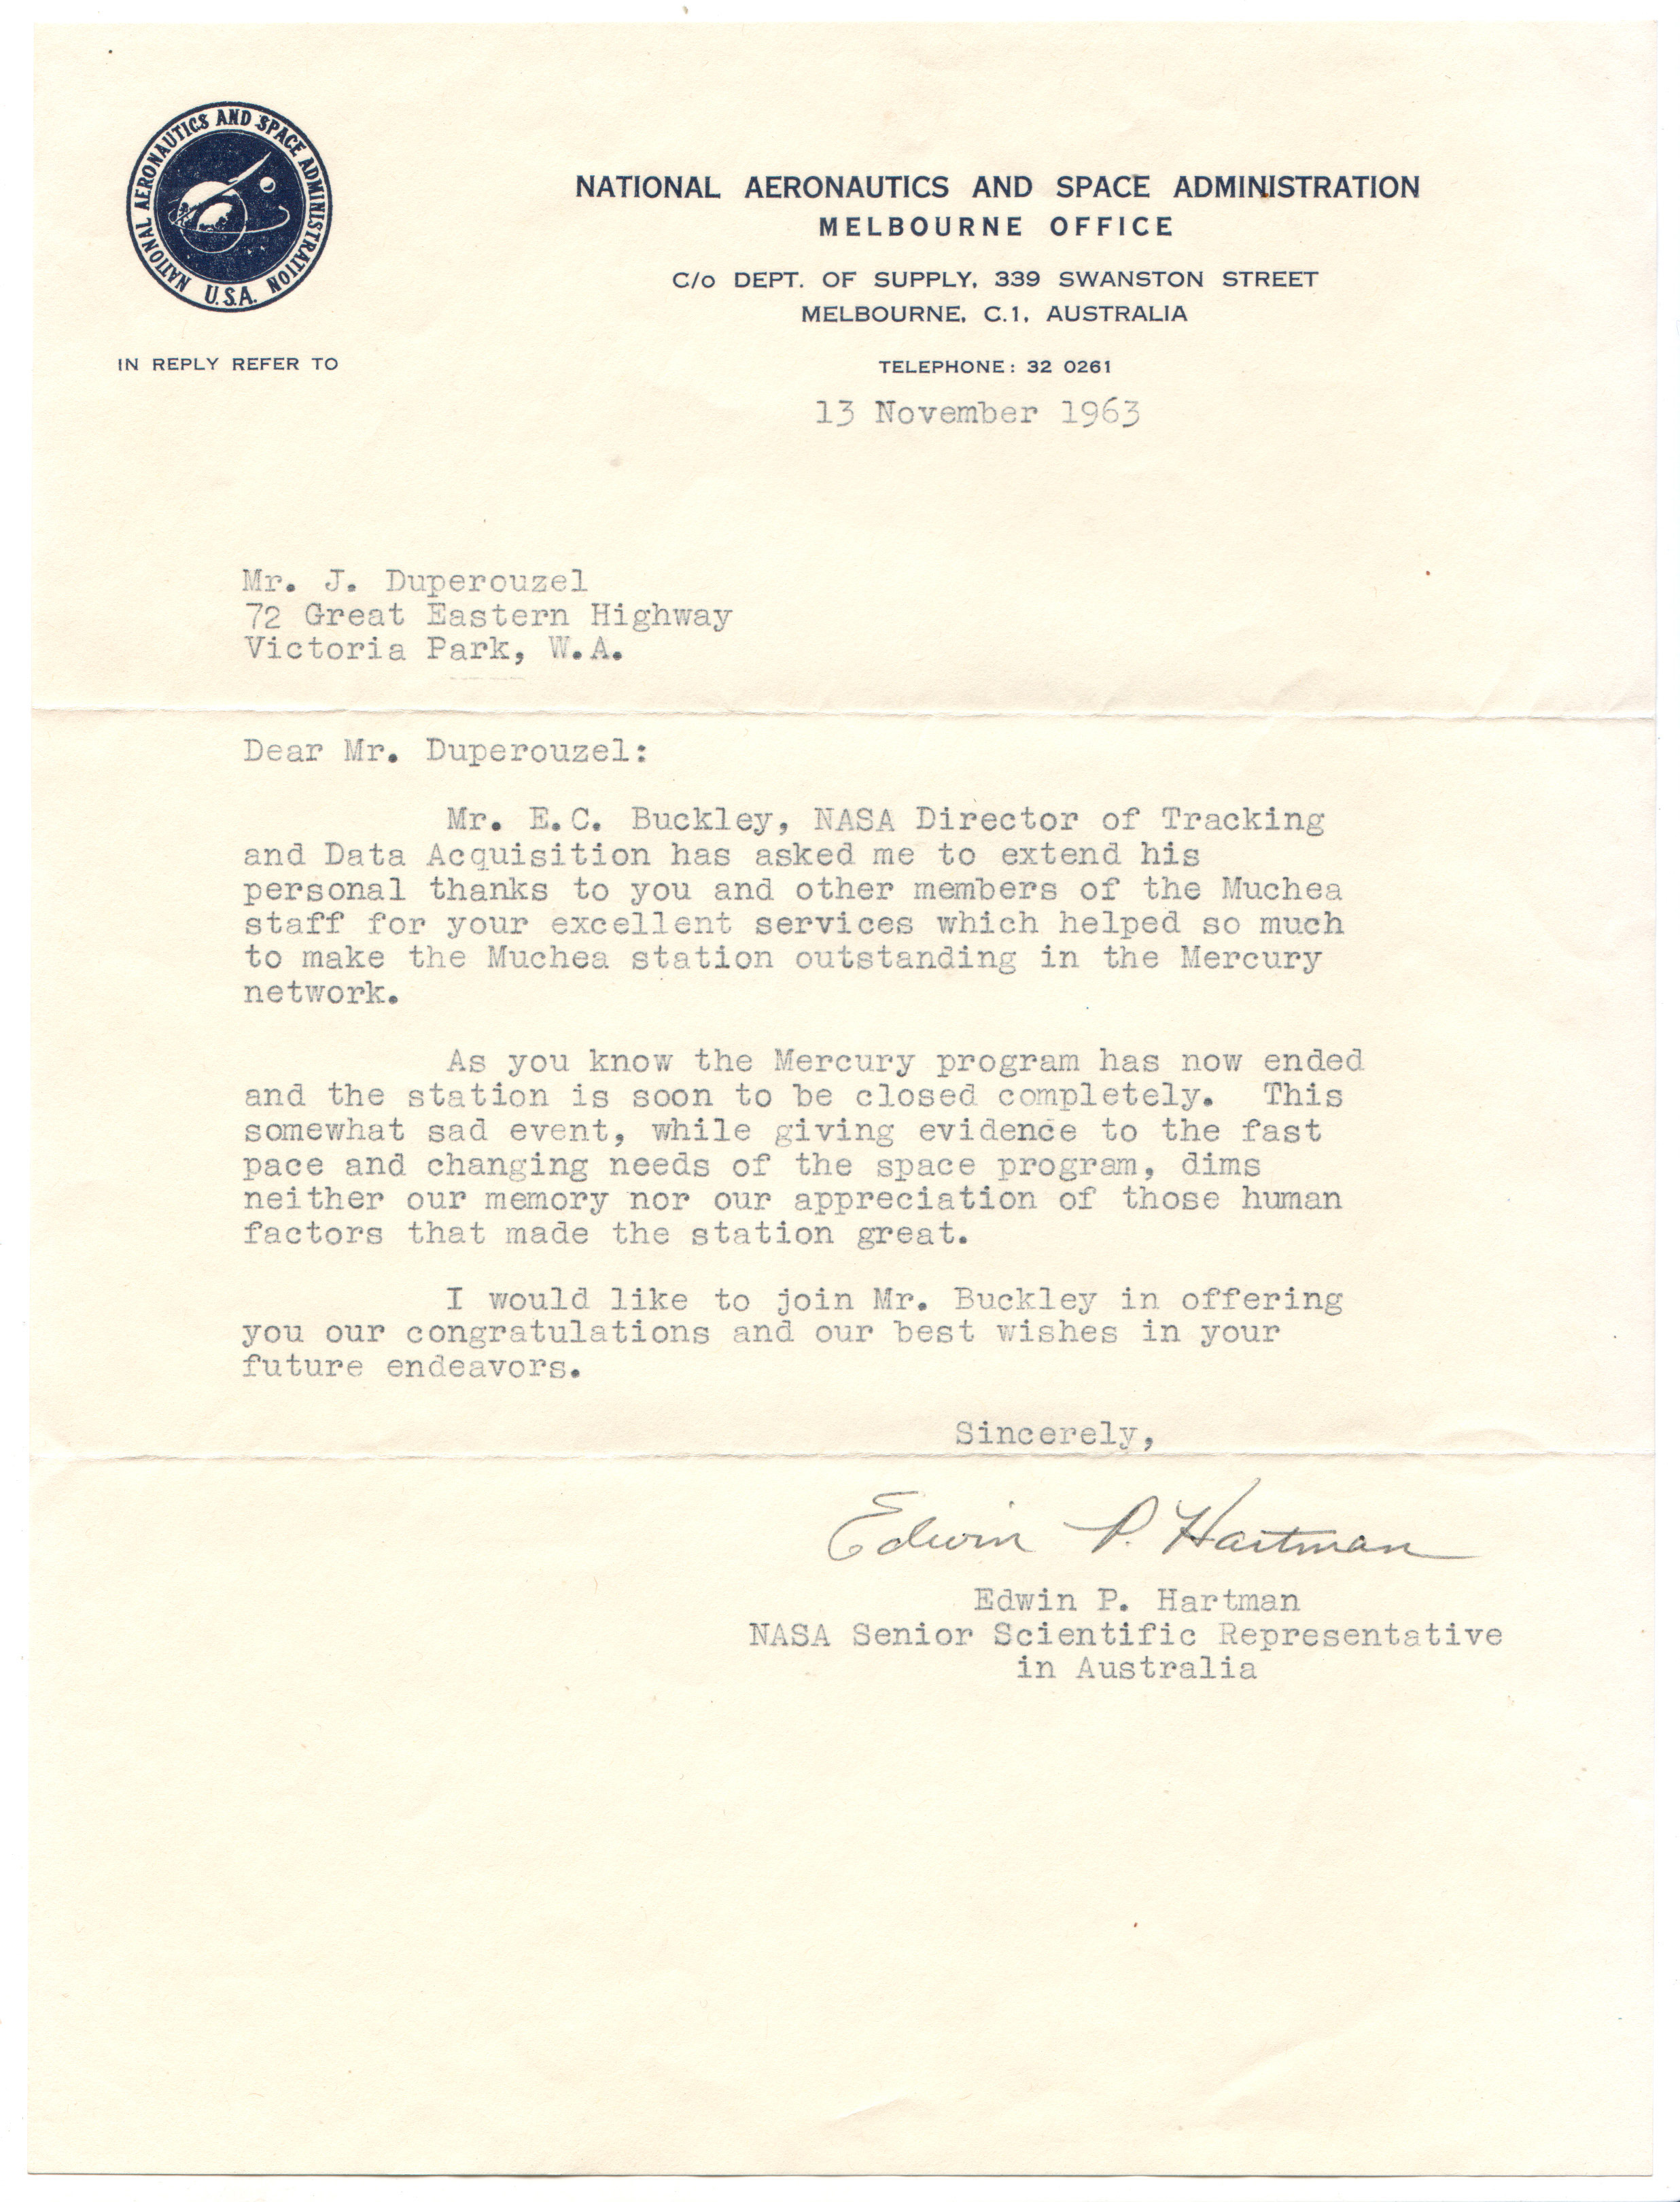 NATIONAL AERONAUTICS AND SPACE ADMINISTRATION
U.S.A.
NATIONAL AERONAUTICS AND SPACE ADMINISTRATION
MELBOURNE OFFICE
C/o DEPT. OF SUPPLY, 339 SWANSTON STREET
MELBOURNE, C.1, AUSTRALIA
IN REPLY REFER TO
TELEPHONE: 32 0261
13 November 1963
Mr. J. Duperouzel
72 Great Eastern Highway
Victoria Park, W.A.
Dear Mr. Duperouzel:
Mr. E.C. Buckley, NASA Director of Tracking
and Data Acquisition has asked me to extend his
personal thanks to you and other members of the Muchea
staff for your excellent services which helped so much
to make the Muchea station outstanding in the Mercury
network.
As you know the Mercury program has now ended
and the station is soon to be closed completely. This
somewhat sad event, while giving evidence to the fast
pace and changing needs of the space program, dims
neither our memory nor our appreciation of those human
factors that made the station great.
I would like to join Mr. Buckley in offering
you our congratulations and our best wishes in your
future endeavors.
Sincerely,
Edwin P. Hartman
Edwin P. Hartman
NASA Senior Scientific Representative
in Australia